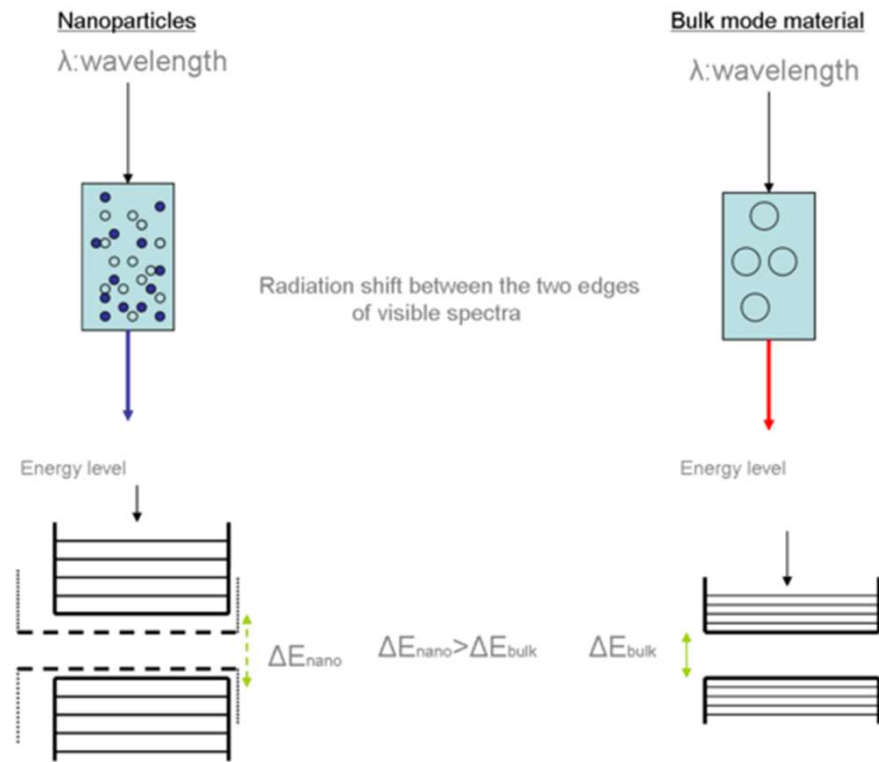 Nanoparticles
λ:wavelength
Bulk mode material
λ:wavelength
Radiation shift between the two edges
of visible spectra
Energy level
Energy level
ΔEnano
ΔEnano>ΔEbulk
ΔEbulk